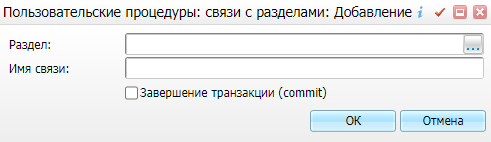 Пользовательские процедуры: связи с разделами: Добавление
Раздел:
...
Имя связи:
Завершение транзакции (commit)
ОК Отмена